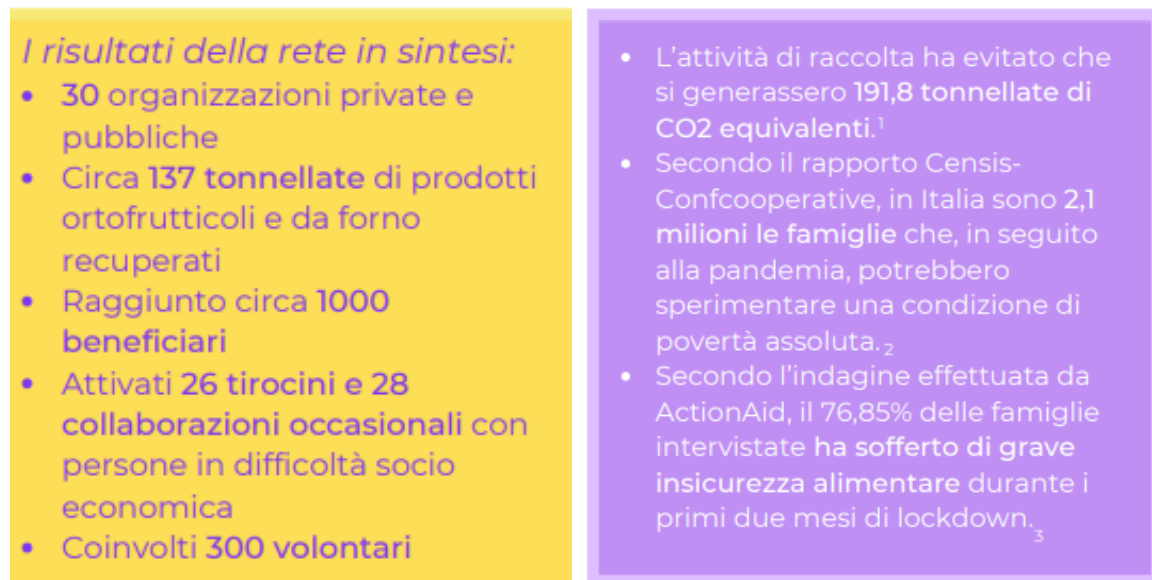 I risultati della rete in sintesi:
• 30 organizzazioni private e
pubbliche
• Circa 137 tonnellate di prodotti
ortofrutticoli e da forno
recuperati
• Raggiunto circa 1000
beneficiari
• Attivati 26 tirocini e 28
collaborazioni occasionali con
persone in difficoltà socio
economica
• Coinvolti 300 volontari
• L'attività di raccolta ha evitato che
si generassero 191,8 tonnellate di
CO2 equivalenti.¹
• Secondo il rapporto Censis-
Confcooperative, in Italia sono 2,1
milioni le famiglie che, in seguito
alla pandemia, potrebbero
sperimentare una condizione di
povertà assoluta.₂
• Secondo l'indagine effettuata da
ActionAid, il 76,85% delle famiglie
intervistate ha sofferto di grave
insicurezza alimentare durante i
primi due mesi di lockdown.₃